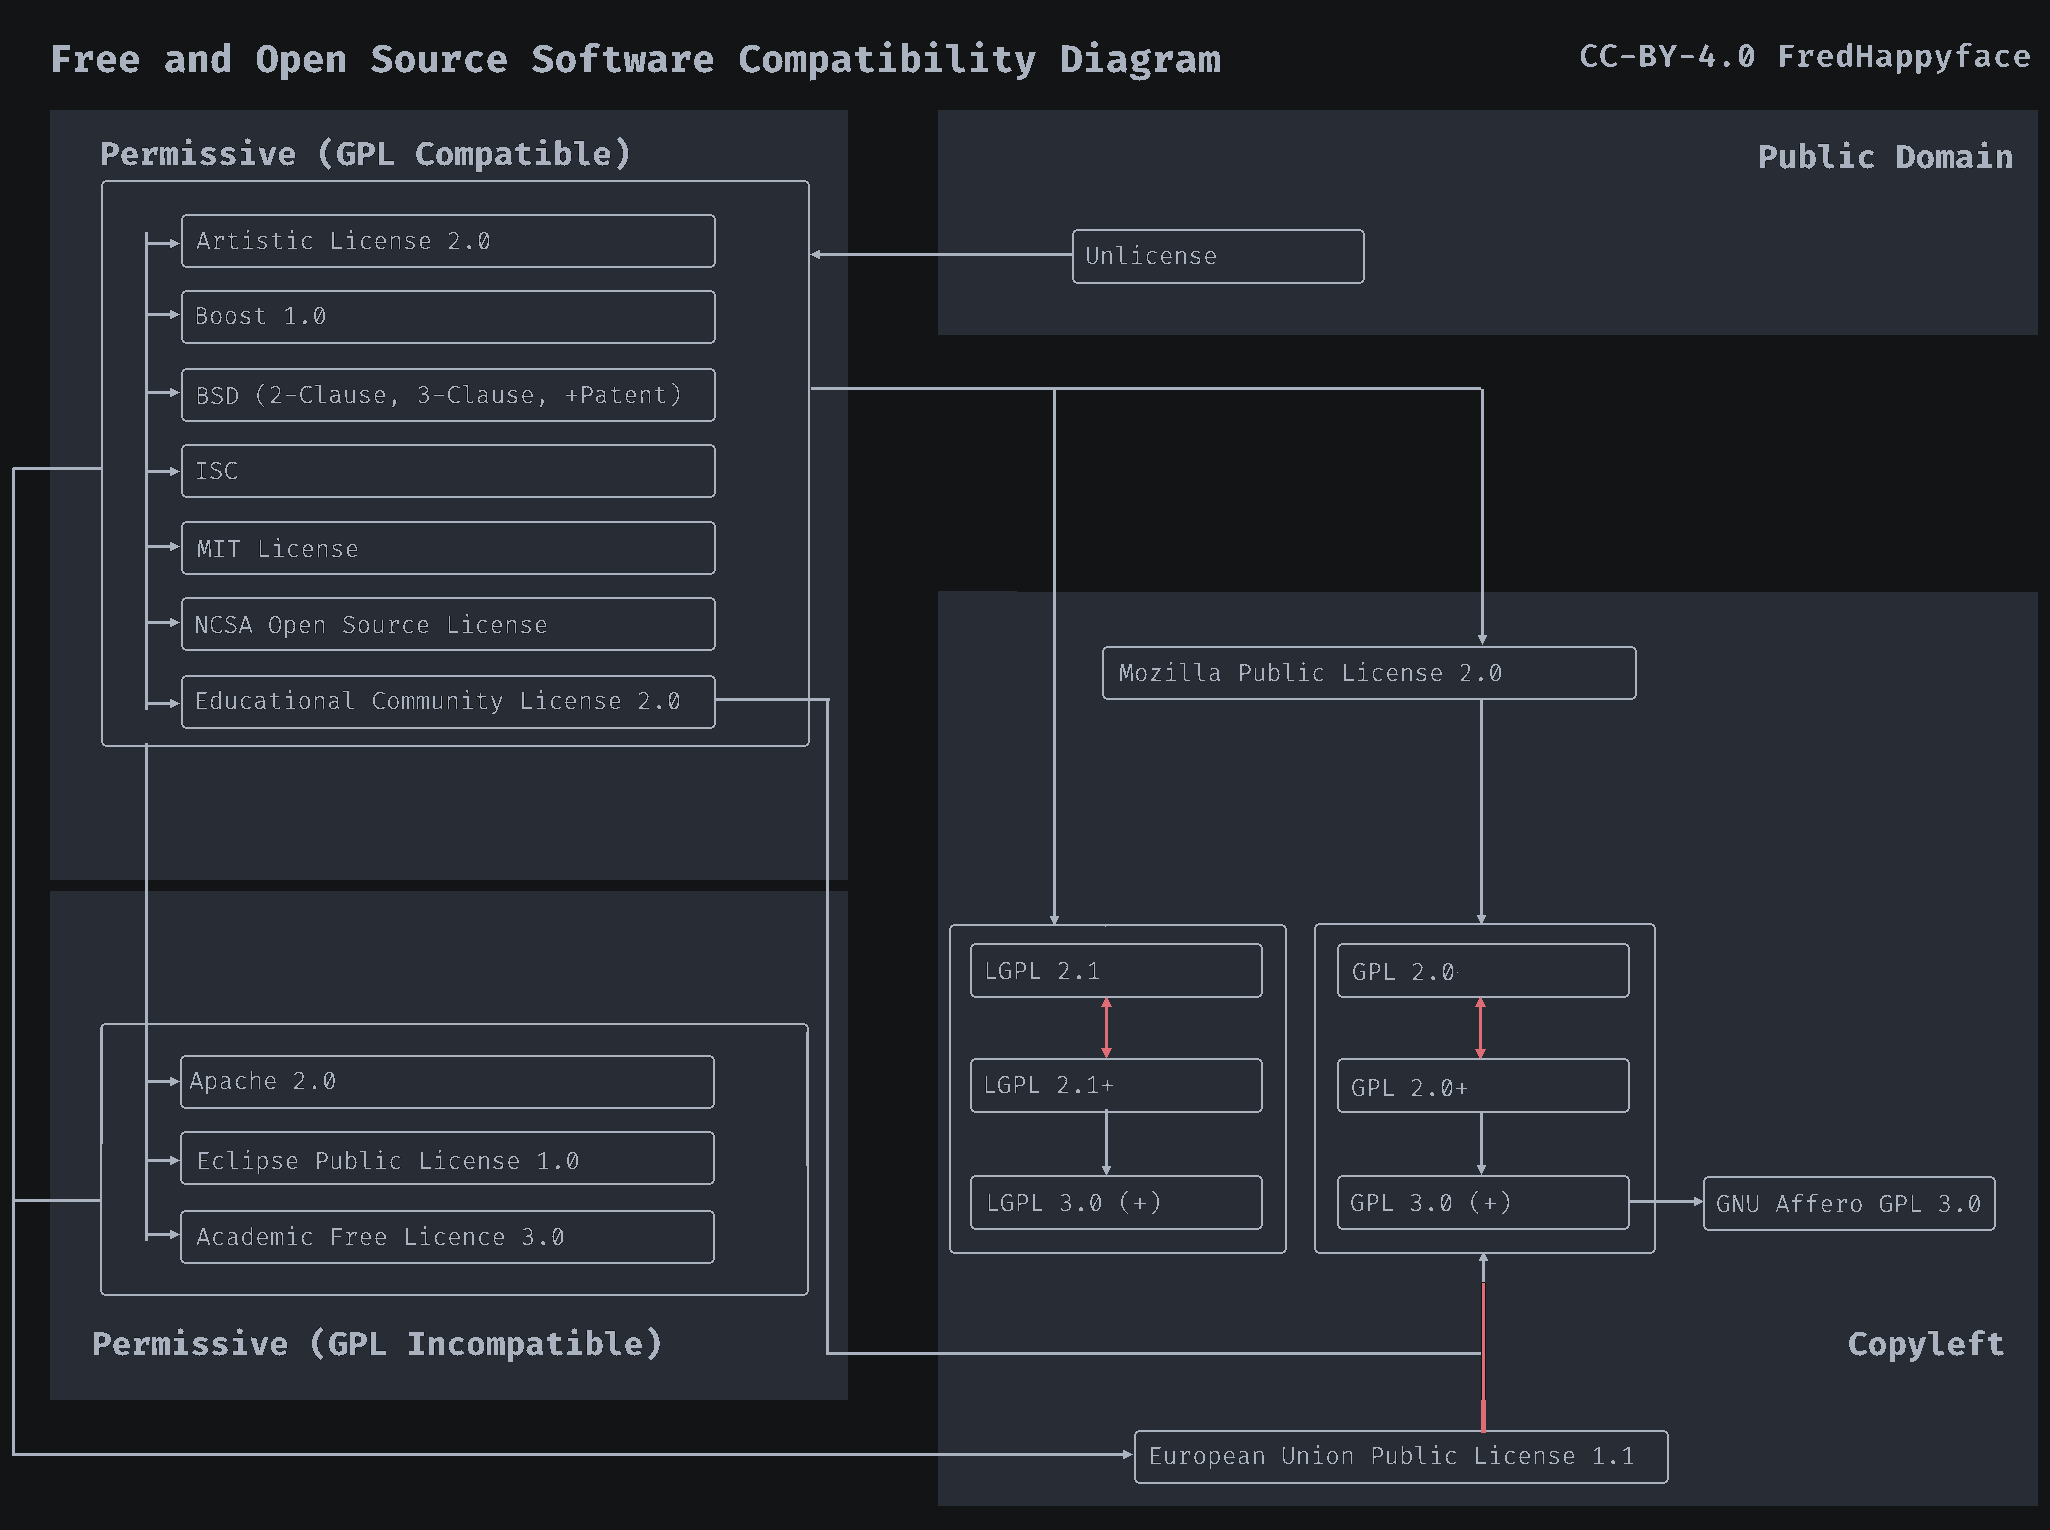 Free and Open Source Software Compatibility Diagram
CC-BY-4.0 FredHappyface
Permissive (GPL Compatible)
Artistic License 2.0
Boost 1.0
BSD (2-Clause, 3-Clause, +Patent)
ISC
MIT License
NCSA Open Source License
Educational Community License 2.0
Public Domain
Unlicense
Apache 2.0
Eclipse Public License 1.0
Academic Free Licence 3.0
Permissive (GPL Incompatible)
Mozilla Public License 2.0
LGPL 2.1
LGPL 2.1+
LGPL 3.0 (+)
GPL 2.0
GPL 2.0+
GPL 3.0 (+)
GNU Affero GPL 3.0
Copyleft
European Union Public License 1.1